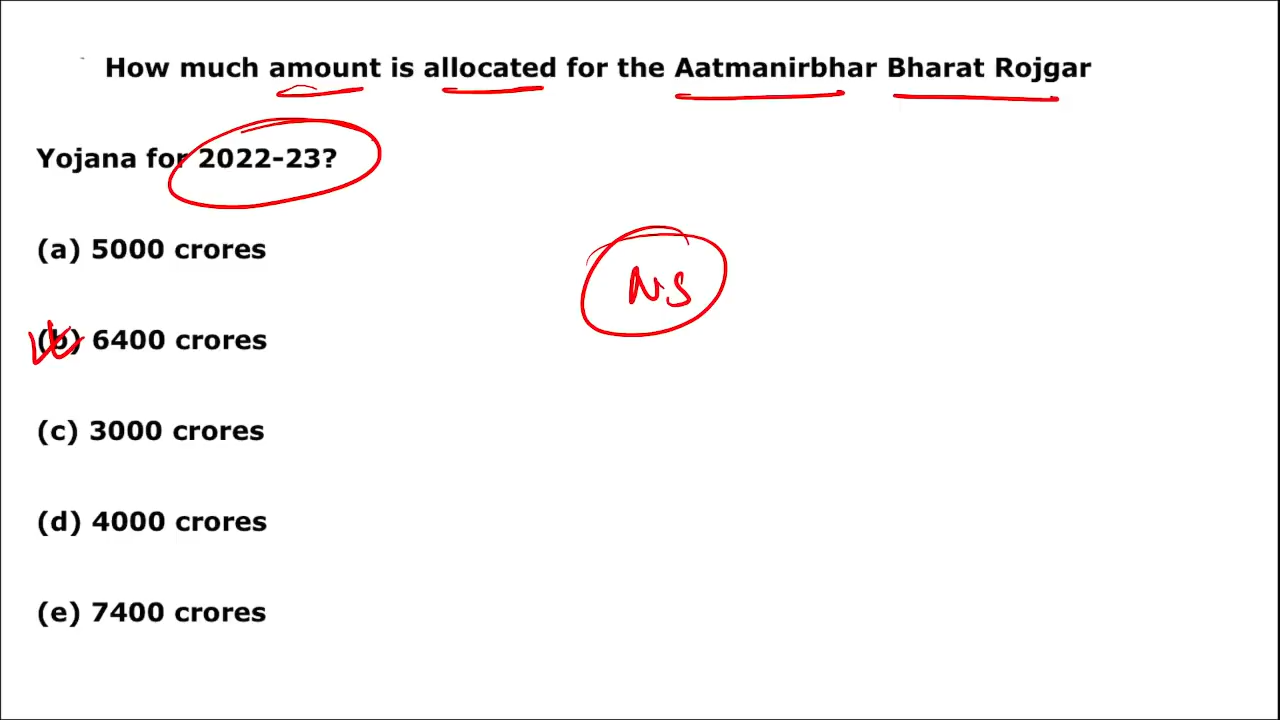 How much amount is allocated for the Aatmanirbhar Bharat Rojgar
Yojana for 2022-23?
(a) 5000 crores
NS
(b) 6400 crores
(c) 3000 crores
(d) 4000 crores
(e) 7400 crores